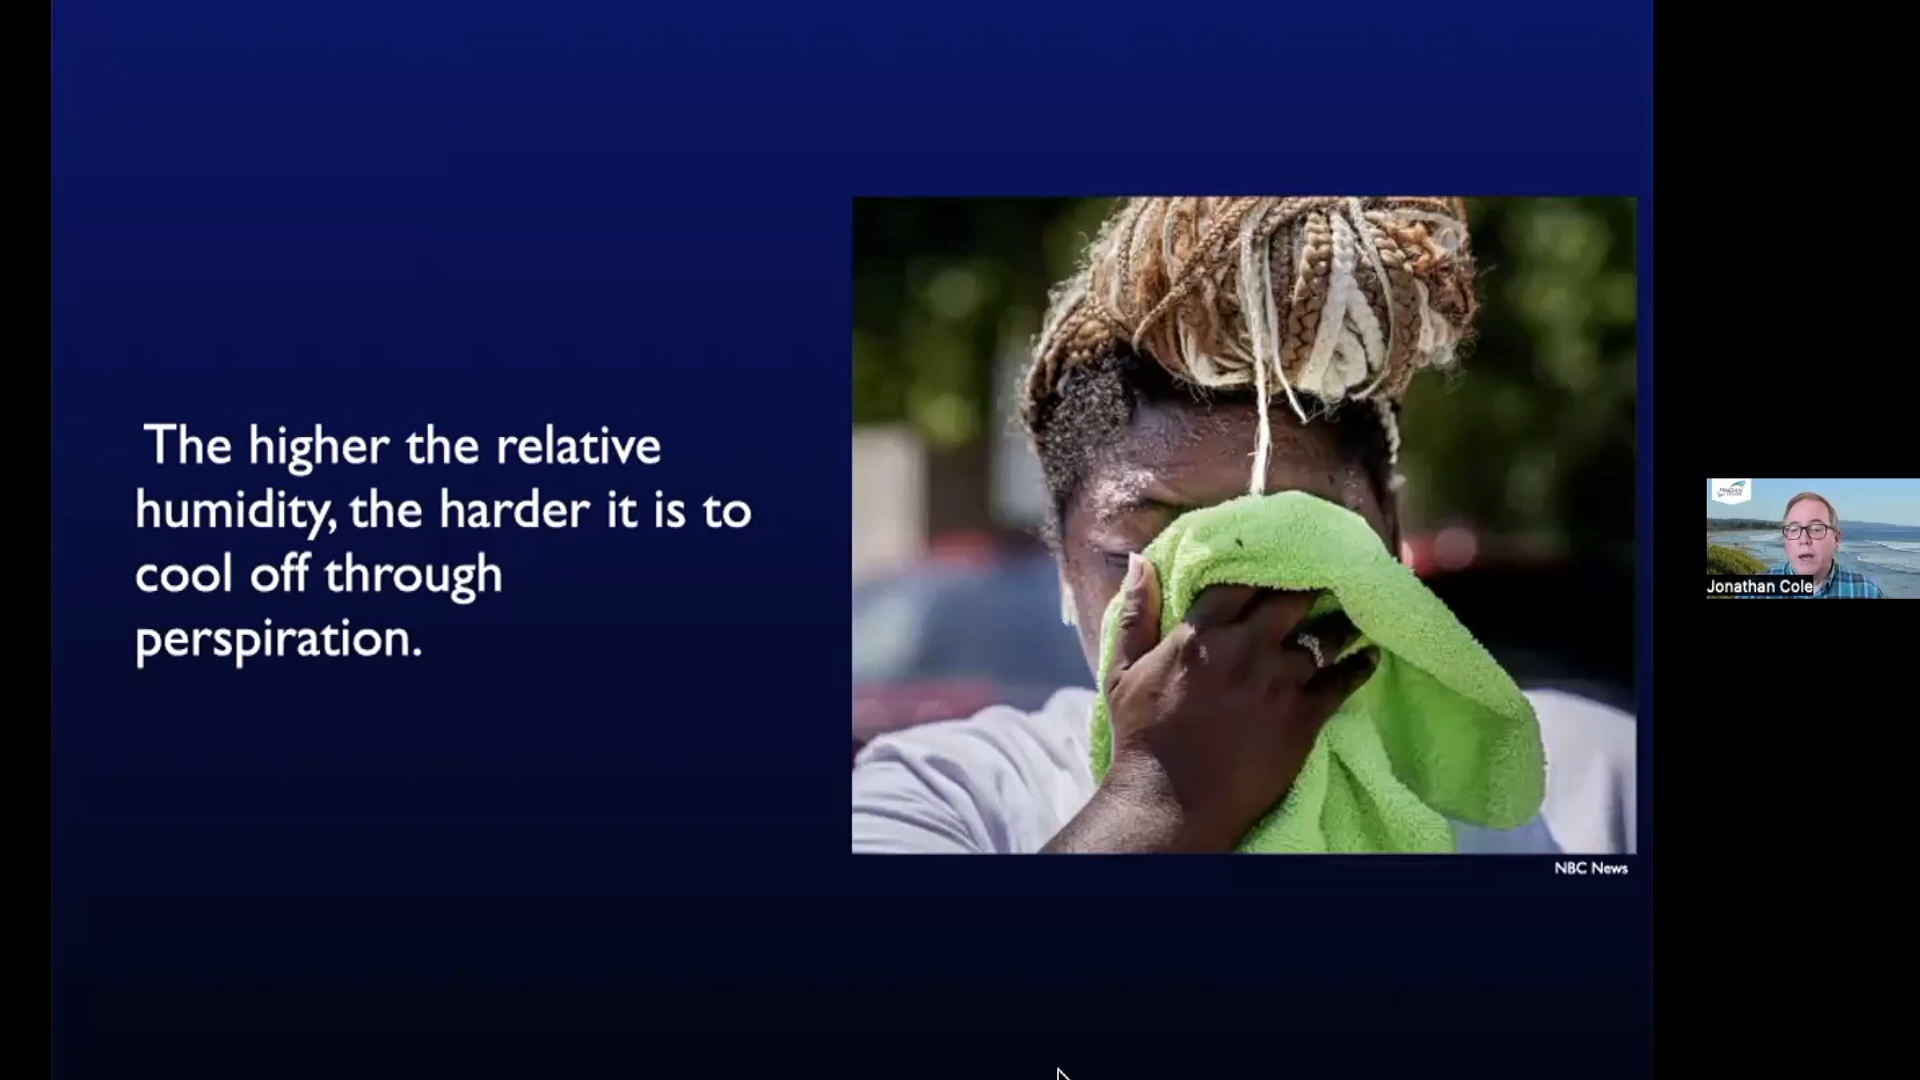 The higher the relative
humidity, the harder it is to
cool off through
perspiration.
NBC News
Jonathan Cole